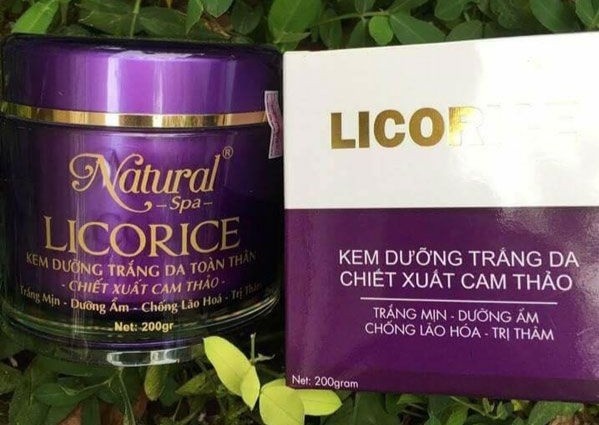 Natural®
Spa
LICORICE
KEM DƯỠNG TRẮNG DA TOÀN THÂN
- CHIẾT XUẤT CAM THẢO -
Trắng Mịn - Dưỡng Ẩm - Chống Lão Hoá - Trị Thâm
Net: 200gr
LICORICE
KEM DƯỠNG TRẮNG DA
CHIẾT XUẤT CAM THẢO
TRẮNG MỊN - DƯỠNG ẨM
CHỐNG LÃO HÓA - TRỊ THÂM
Net: 200gram